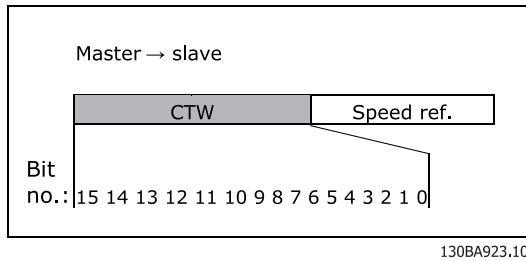 Master → slave
CTW Speed ref.
Bit
no.: 15 14 13 12 11 10 9 8 7 6 5 4 3 2 1 0
130BA923.10